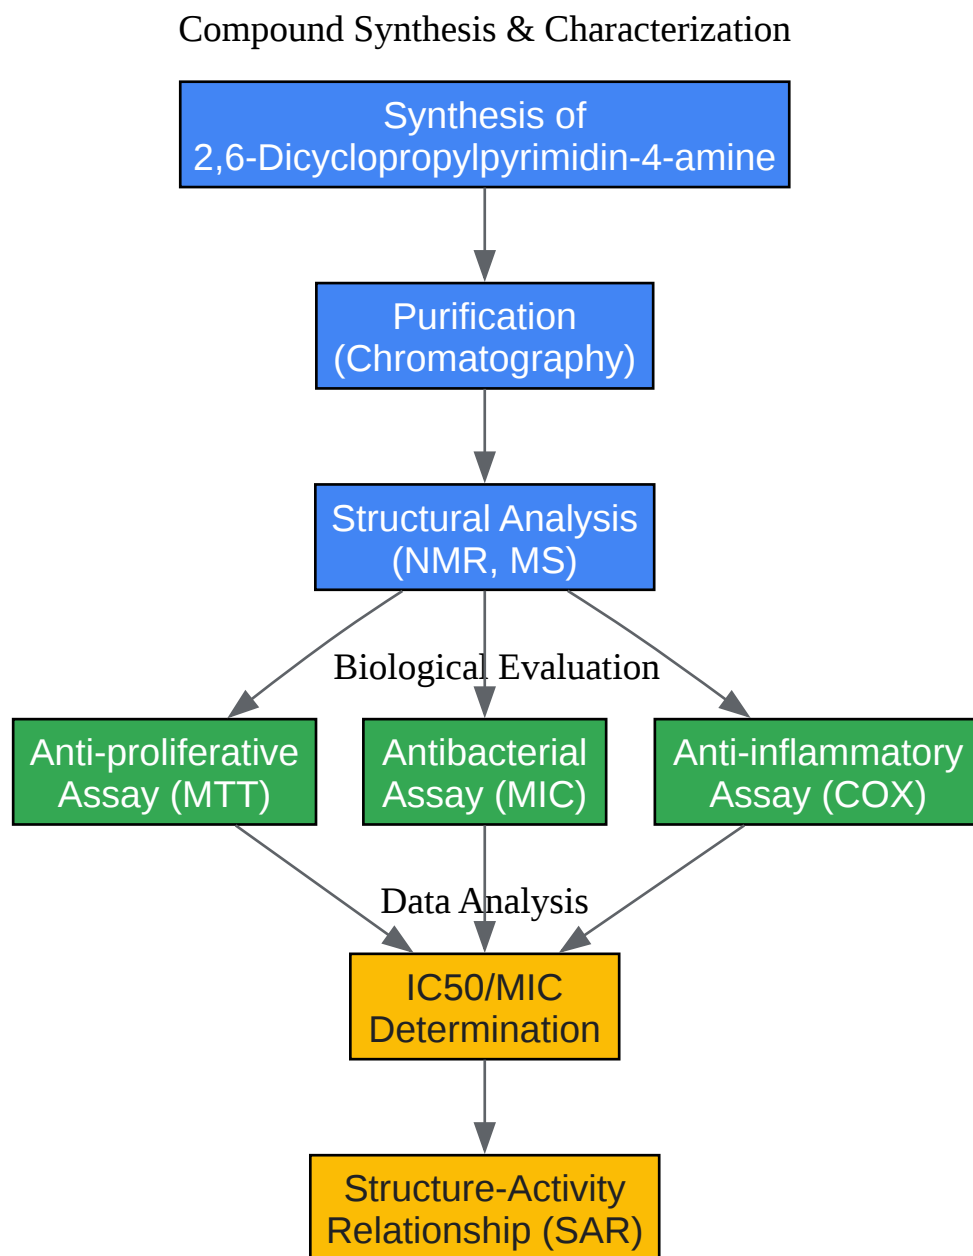 Compound Synthesis & Characterization
Synthesis of
2,6-Dicyclopropylpyrimidin-4-amine
Purification
(Chromatography)
Structural Analysis
(NMR, MS)
Biological Evaluation
Anti-proliferative
Assay (MTT)
Antibacterial
Assay (MIC)
Anti-inflammatory
Assay (COX)
Data Analysis
IC50/MIC
Determination
Structure-Activity
Relationship (SAR)